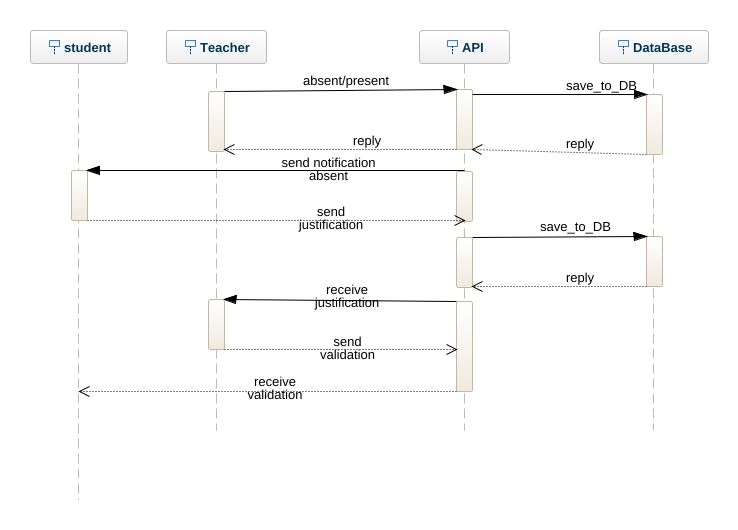 student
Teacher
API
DataBase
absent/present
save_to_DB
reply
reply
send notification
absent
send
justification
save_to_DB
reply
receive
justification
send
validation
receive
validation